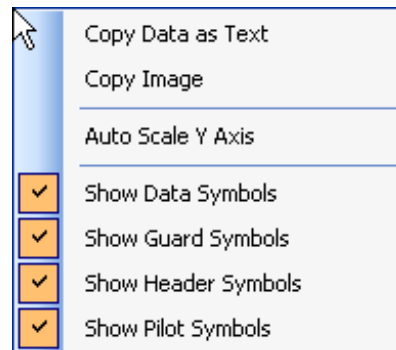 Copy Data as Text
Copy Image
Auto Scale Y Axis
Show Data Symbols
Show Guard Symbols
Show Header Symbols
Show Pilot Symbols